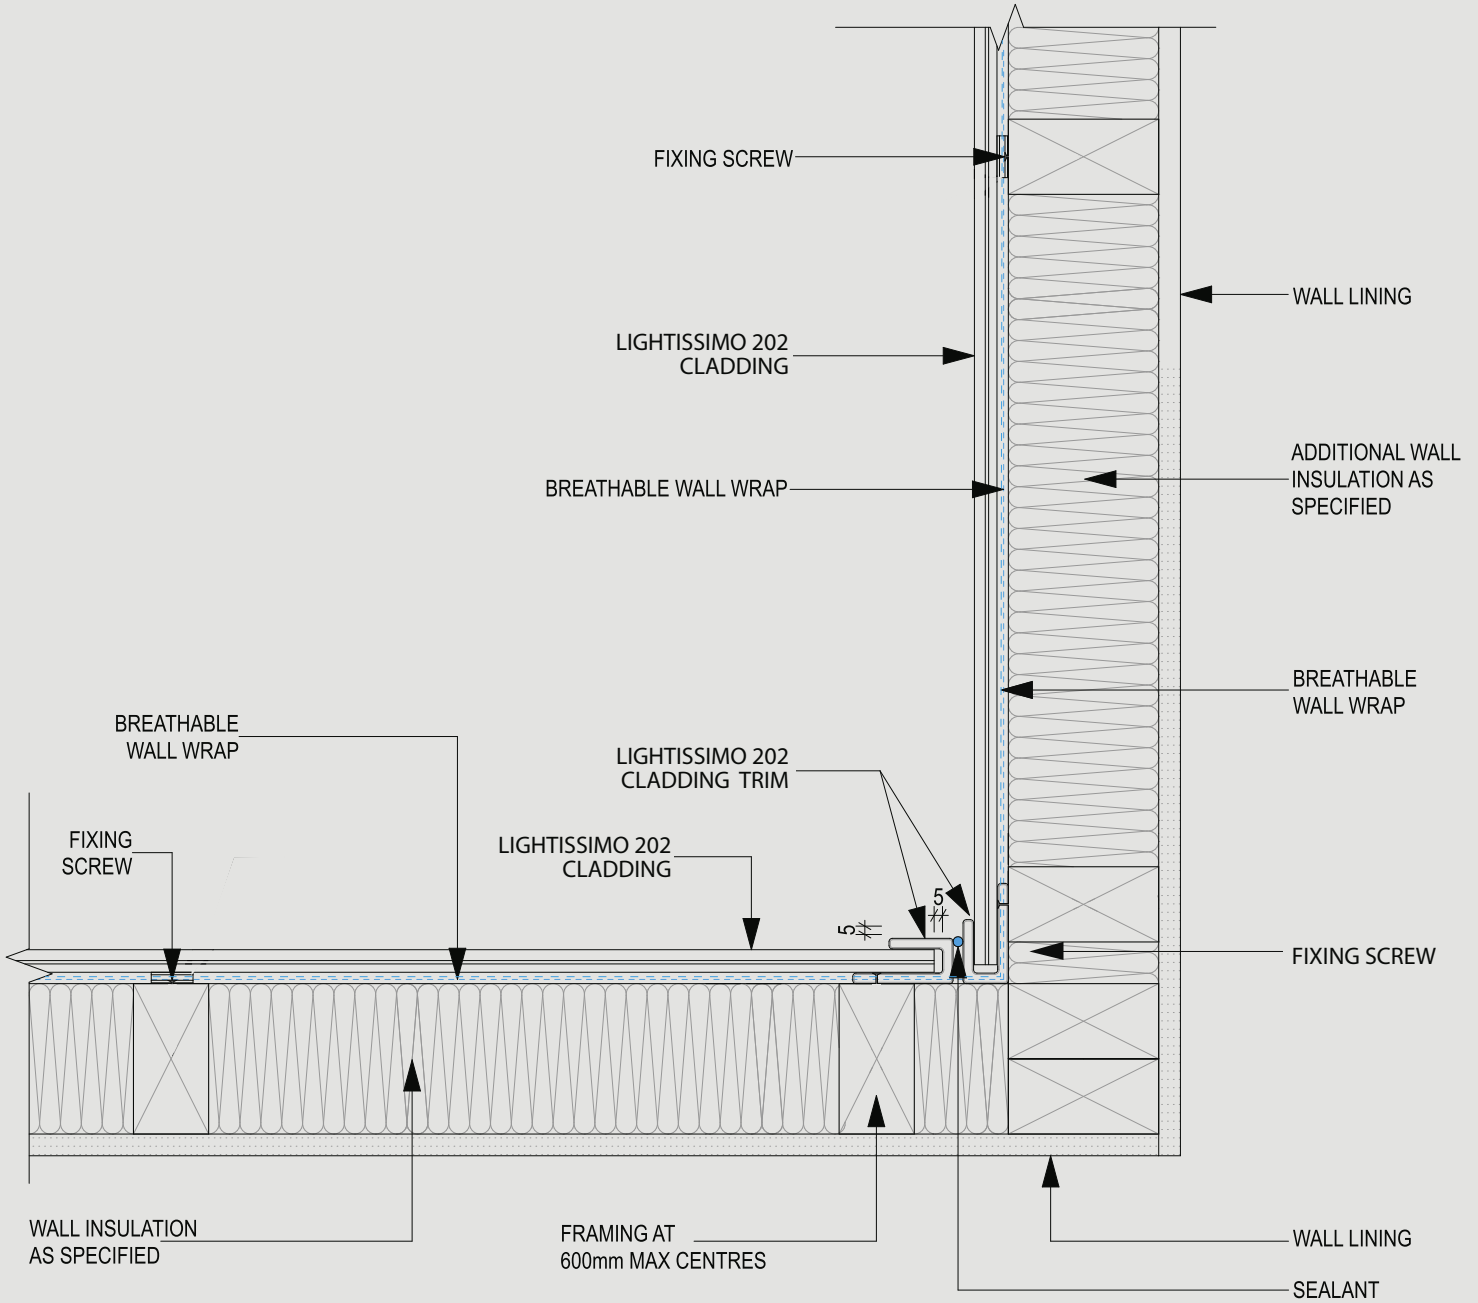 FIXING SCREW
WALL LINING
LIGHTISSIMO 202
CLADDING
ADDITIONAL WALL
INSULATION AS
SPECIFIED
BREATHABLE WALL WRAP
BREATHABLE
WALL WRAP
BREATHABLE
WALL WRAP
LIGHTISSIMO 202
CLADDING TRIM
FIXING
SCREW
LIGHTISSIMO 202
CLADDING
5
5
FIXING SCREW
WALL INSULATION
AS SPECIFIED
FRAMING AT
600mm MAX CENTRES
WALL LINING
SEALANT